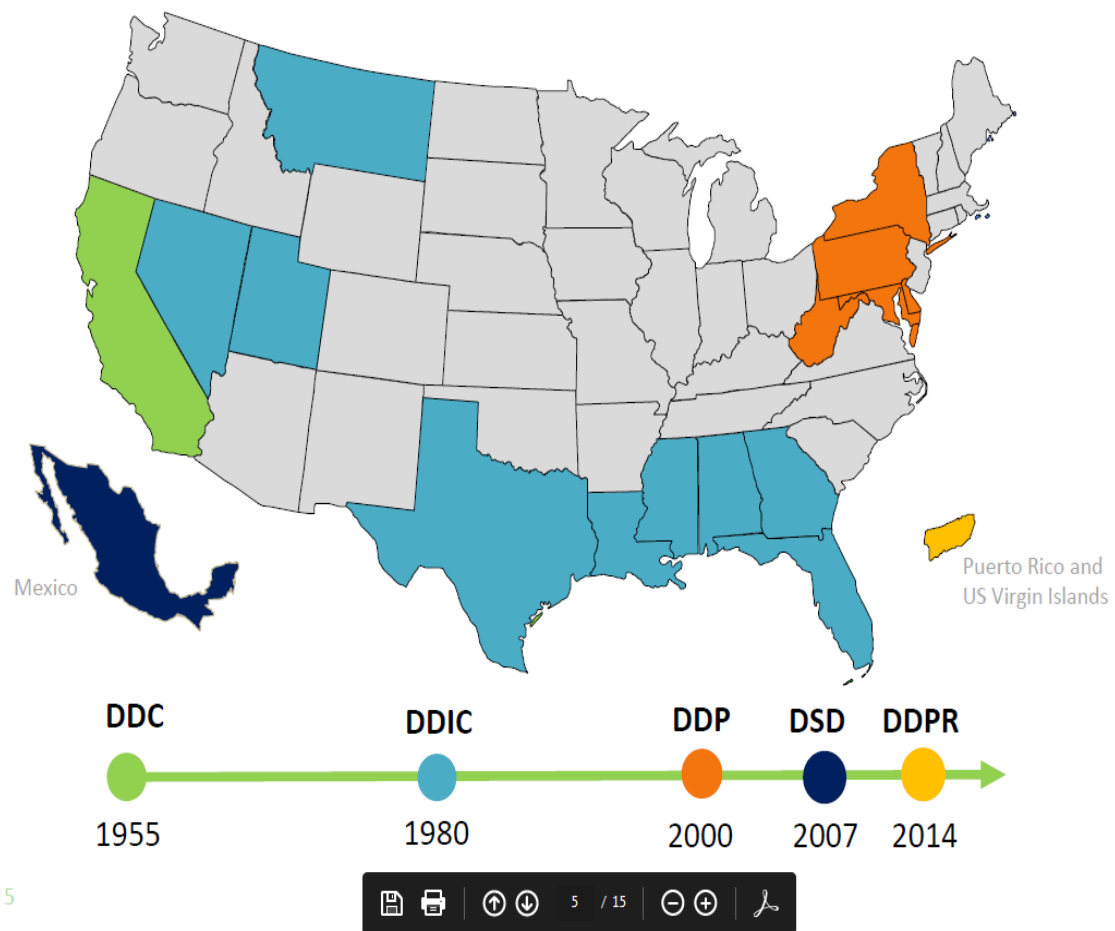 Mexico
Puerto Rico and
US Virgin Islands
DDC
DDIC
DDP
DSD
DDPR
1955
1980
2000
2007
2014
5
5 / 15